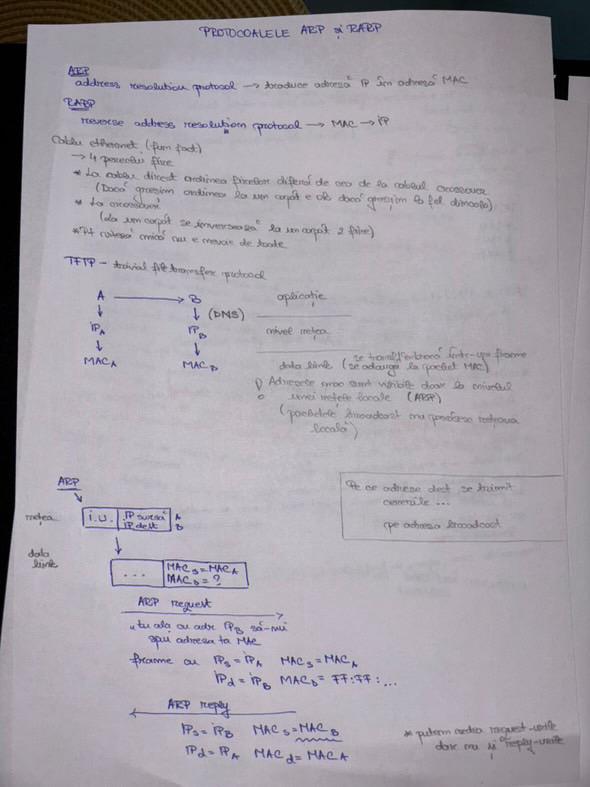 PROTOCOALELE ARP și RARP
ARP
address resolution protocol → traduce adresă IP în adresă MAC
RARP
reverse address resolution protocol → MAC → IP
Cablu ethernet (fun fact)
→ 4 perechi fire
* La cablu direct ordinea firelor diferă de cea de la cablul crossover
(Dacă greșim ordinea la un capăt e ok dacă greșim la fel dincolo)
* La crossover
(la un capăt se inversează la un capăt 2 fire)
* Pt rețea mică nu e nevoie de toate
TFTP – trivial file transfer protocol
A → B aplicație
↓ ↓ (DNS)
IP_A IP_B nivel rețea
↓ ↓
MAC_A MAC_B data link (se transf. într-un frame
(se adaugă la pachet MAC)
! Adresele mac sunt vizibile doar la nivelul
unei rețele locale (ARP)
(pachetele broadcast nu părăsesc rețeaua
locală)
ARP
rețea i.u. IP sursă A
IP dest B
Pe ce adrese dest se trimit
cererile ...
pe adresa broadcast
data
link ... MAC_S = MAC_A
MAC_D = ?
ARP request
"tu ăla cu adr IP_B să-mi
spui adresa ta MAC
frame cu IP_S = IP_A MAC_S = MAC_A
IP_d = IP_B MAC_D = FF:FF:...
ARP reply
IP_S = IP_B MAC_S = MAC_B
IP_d = IP_A MAC_d = MAC_A
* putem avea request-urile
dar nu și reply-urile